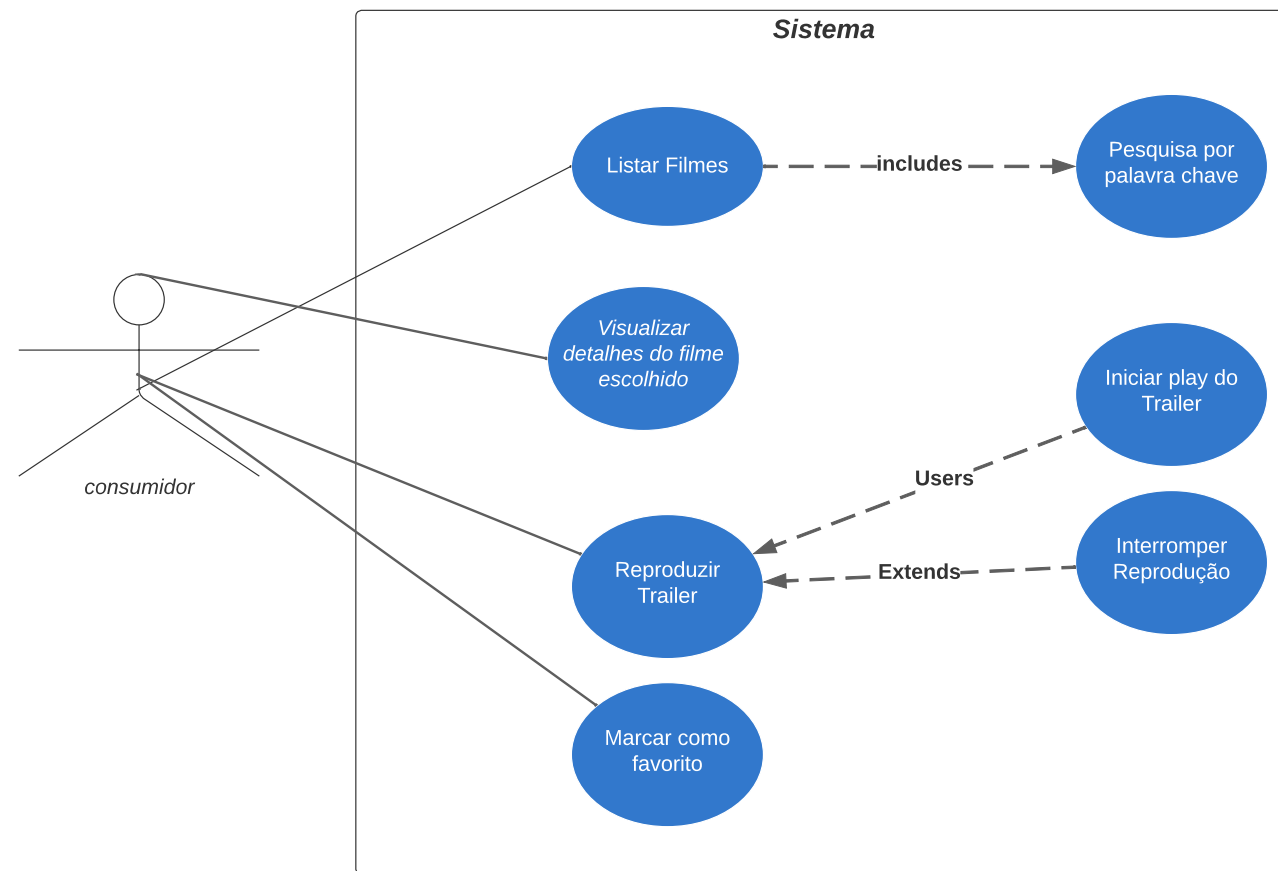 Sistema
Listar Filmes
includes
Pesquisa por
palavra chave
Visualizar
detalhes do filme
escolhido
Iniciar play do
Trailer
consumidor
Users
Reproduzir
Trailer
Extends
Interromper
Reprodução
Marcar como
favorito